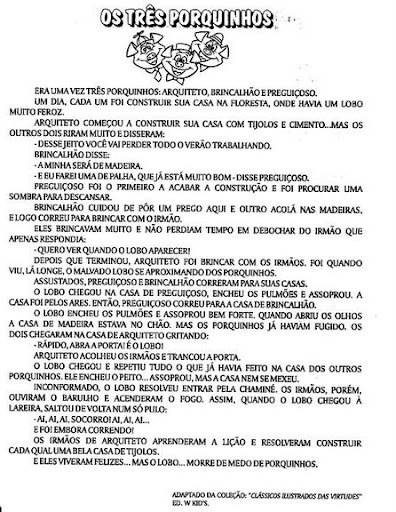 OS TRÊS PORQUINHOS
ERA UMA VEZ TRÊS PORQUINHOS: ARQUITETO, BRINCALHÃO E PREGUIÇOSO.
UM DIA, CADA UM FOI CONSTRUIR SUA CASA NA FLORESTA, ONDE HAVIA UM LOBO
MUITO FEROZ.
ARQUITETO COMEÇOU A CONSTRUIR SUA CASA COM TIJOLOS E CIMENTO...MAS OS
OUTROS DOIS RIRAM MUITO E DISSERAM:
- DESSE JEITO VOCÊ VAI PERDER TODO O VERÃO TRABALHANDO.
BRINCALHÃO DISSE:
- A MINHA SERÁ DE MADEIRA.
- E EU FAREI UMA DE PALHA, QUE JÁ ESTÁ MUITO BOM - DISSE PREGUIÇOSO.
PREGUIÇOSO FOI O PRIMEIRO A ACABAR A CONSTRUÇÃO E FOI PROCURAR UMA
SOMBRA PARA DESCANSAR.
BRINCALHÃO CUIDOU DE PÔR UM PREGO AQUI E OUTRO ACOLÁ NAS MADEIRAS,
E LOGO CORREU PARA BRINCAR COM O IRMÃO.
ELES BRINCAVAM MUITO E NÃO PERDIAM TEMPO EM DEBOCHAR DO IRMÃO QUE
APENAS RESPONDIA:
- QUERO VER QUANDO O LOBO APARECER!
DEPOIS QUE TERMINOU, ARQUITETO FOI BRINCAR COM OS IRMÃOS. FOI QUANDO
VIU, LÁ LONGE, O MALVADO LOBO SE APROXIMANDO DOS PORQUINHOS.
ASSUSTADOS, PREGUIÇOSO E BRINCALHÃO CORRERAM PARA SUAS CASAS.
O LOBO CHEGOU NA CASA DE PREGUIÇOSO, ENCHEU OS PULMÕES E ASSOPROU. A
CASA FOI PELOS ARES. ENTÃO, PREGUIÇOSO CORREU PARA A CASA DE BRINCALHÃO.
O LOBO ENCHEU OS PULMÕES E ASSOPROU BEM FORTE. QUANDO ABRIU OS OLHOS
A CASA DE MADEIRA ESTAVA NO CHÃO. MAS OS PORQUINHOS JÁ HAVIAM FUGIDO. OS
DOIS CHEGARAM NA CASA DE ARQUITETO GRITANDO:
- RÁPIDO, ABRA A PORTA! É O LOBO!
ARQUITETO ACOLHEU OS IRMÃOS E TRANCOU A PORTA.
O LOBO CHEGOU E REPETIU TUDO O QUE JÁ HAVIA FEITO NA CASA DOS OUTROS
PORQUINHOS. ELE ENCHEU O PEITO... ASSOPROU, MAS A CASA NEM SE MEXEU.
INCONFORMADO, O LOBO RESOLVEU ENTRAR PELA CHAMINÉ. OS IRMÃOS, PORÉM,
OUVIRAM O BARULHO E ACENDERAM O FOGO. ASSIM, QUANDO O LOBO CHEGOU À
LAREIRA, SALTOU DE VOLTA NUM SÓ PULO:
- AI, AI, AI, SOCORRO! AI, AI, AI...
E FOI EMBORA CORRENDO!
OS IRMÃOS DE ARQUITETO APRENDERAM A LIÇÃO E RESOLVERAM CONSTRUIR
CADA QUAL UMA BELA CASA DE TIJOLOS.
E ELES VIVERAM FELIZES... MAS O LOBO... MORRE DE MEDO DE PORQUINHOS.
ADAPTADO DA COLEÇÃO: "CLÁSSICOS ILUSTRADOS DAS VIRTUDES"
ED. W KID'S.